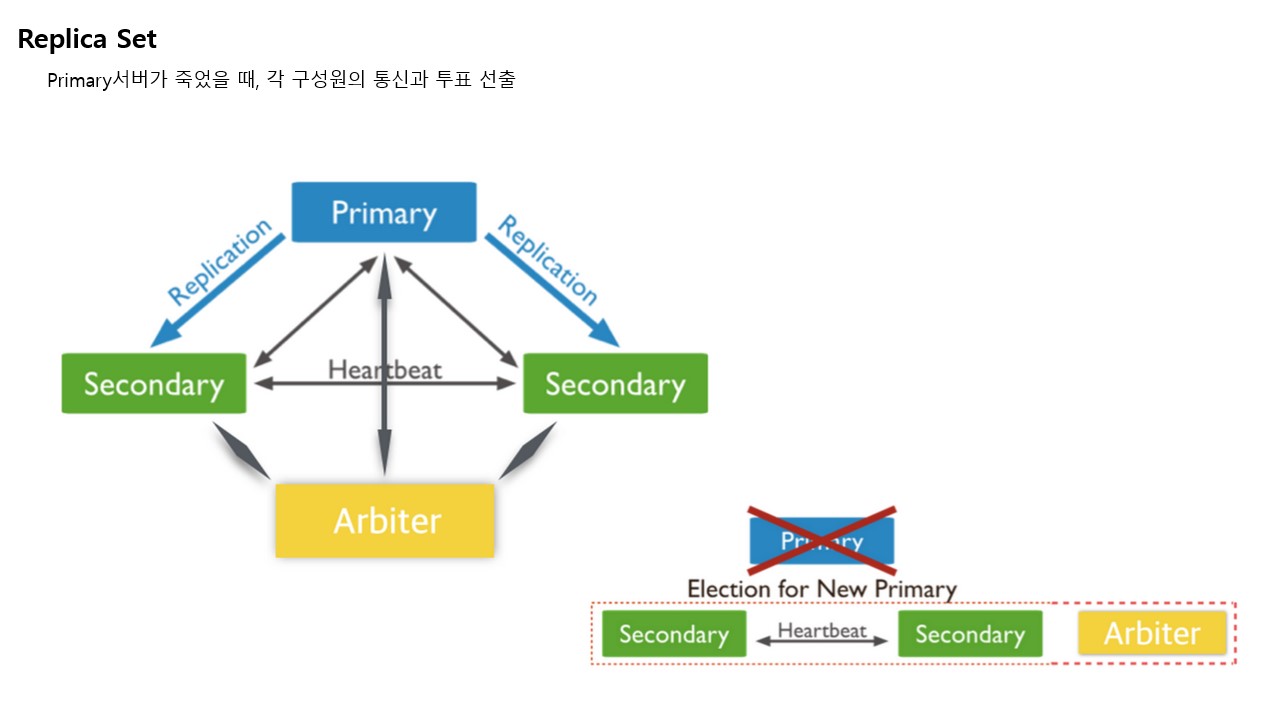 Replica Set
Primary서버가 죽었을 때, 각 구성원의 통신과 투표 선출
Primary
Replication
Replication
Secondary
Heartbeat
Secondary
Arbiter
Primary
Election for New Primary
Secondary
Heartbeat
Secondary
Arbiter